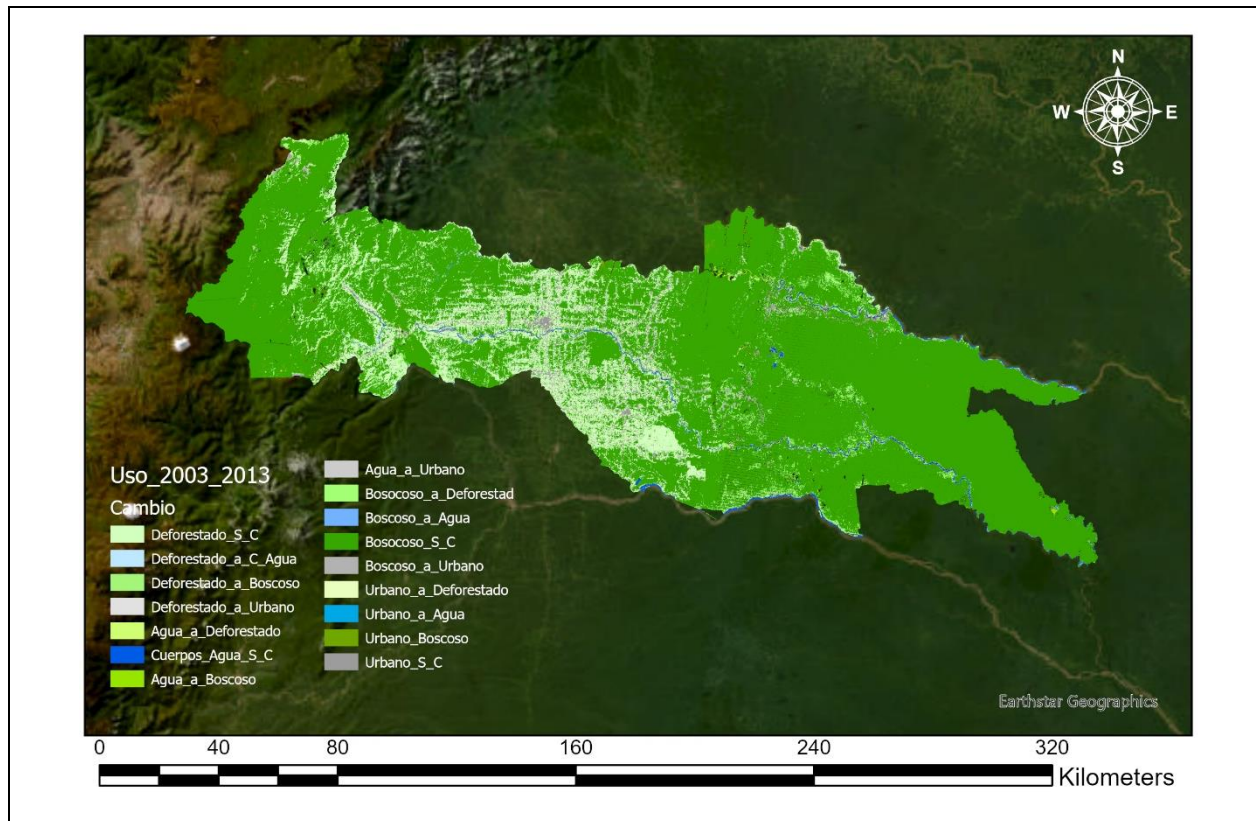 N
W E
S
Uso_2003_2013
Cambio
Deforestado_S_C
Deforestado_a_C_Agua
Deforestado_a_Boscoso
Deforestado_a_Urbano
Agua_a_Deforestado
Cuerpos_Agua_S_C
Agua_a_Boscoso
Agua_a_Urbano
Bosocoso_a_Deforestad
Boscoso_a_Agua
Bosocoso_S_C
Boscoso_a_Urbano
Urbano_a_Deforestado
Urbano_a_Agua
Urbano_Boscoso
Urbano_S_C
Earthstar Geographics
0 40 80 160 240 320
Kilometers